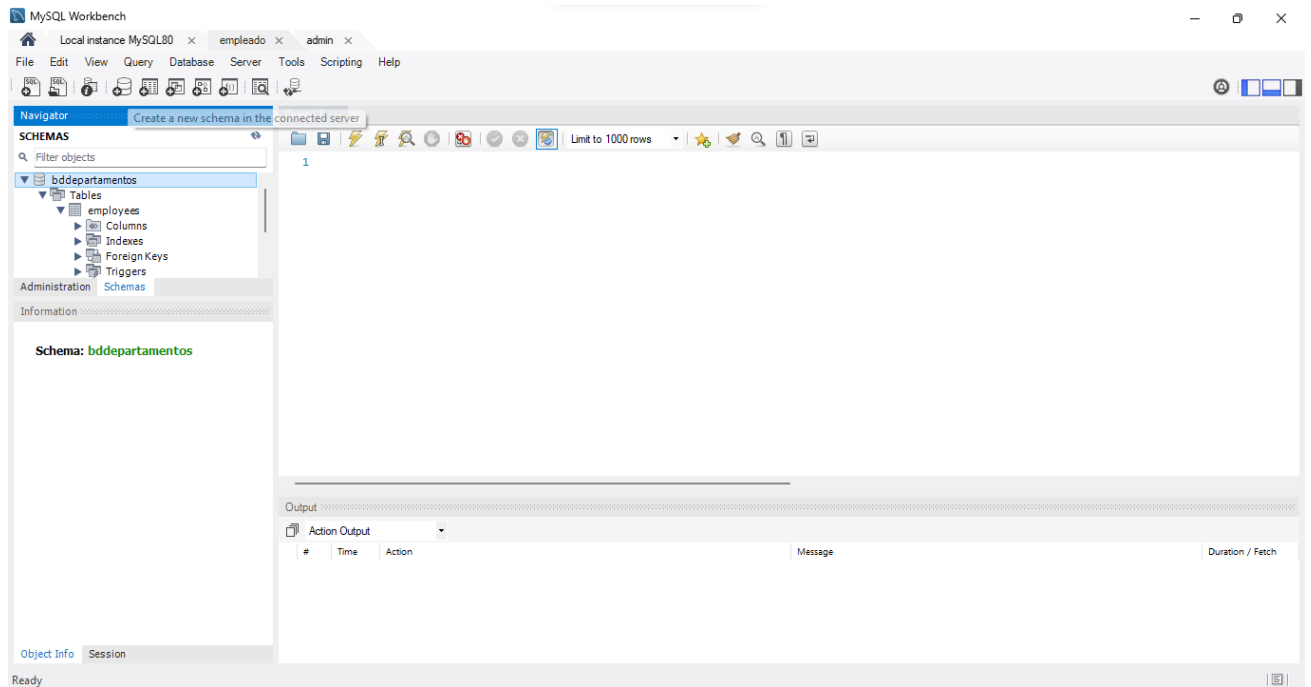 MySQL Workbench
Local instance MySQL80 × empleado × admin ×
File Edit View Query Database Server Tools Scripting Help
SQL SQL
Navigator
Create a new schema in the connected server
SCHEMAS
Limit to 1000 rows
Filter objects
1
bddepartamentos
Tables
employees
Columns
Indexes
Foreign Keys
Triggers
Administration Schemas
Information
Schema: bddepartamentos
Output
Action Output
# Time Action Message Duration / Fetch
Object Info Session
Ready